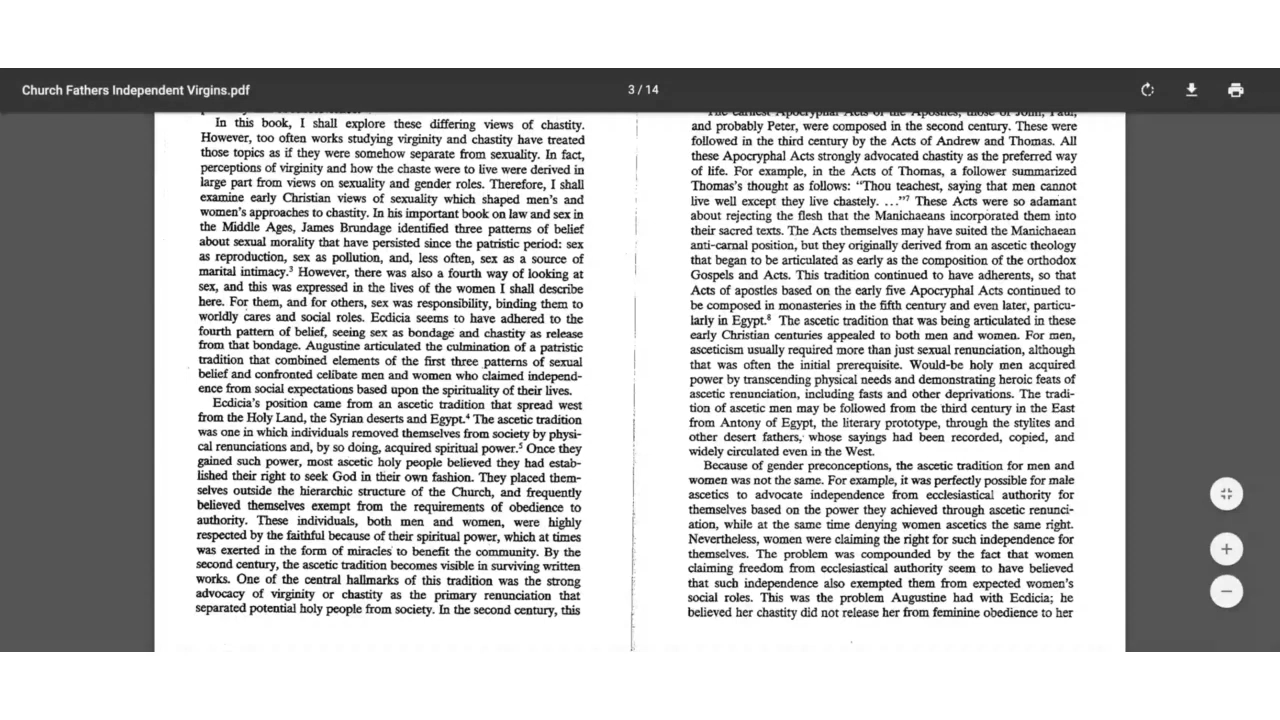 Church Fathers Independent Virgins.pdf
3 / 14
In this book, I shall explore these differing views of chastity.
However, too often works studying virginity and chastity have treated
those topics as if they were somehow separate from sexuality. In fact,
perceptions of virginity and how the chaste were to live were derived in
large part from views on sexuality and gender roles. Therefore, I shall
examine early Christian views of sexuality which shaped men's and
women's approaches to chastity. In his important book on law and sex in
the Middle Ages, James Brundage identified three patterns of belief
about sexual morality that have persisted since the patristic period: sex
as reproduction, sex as pollution, and, less often, sex as a source of
marital intimacy.³ However, there was also a fourth way of looking at
sex, and this was expressed in the lives of the women I shall describe
here. For them, and for others, sex was responsibility, binding them to
worldly cares and social roles. Ecdicia seems to have adhered to the
fourth pattern of belief, seeing sex as bondage and chastity as release
from that bondage. Augustine articulated the culmination of a patristic
tradition that combined elements of the first three patterns of sexual
belief and confronted celibate men and women who claimed independ-
ence from social expectations based upon the spirituality of their lives.
Ecdicia's position came from an ascetic tradition that spread west
from the Holy Land, the Syrian deserts and Egypt.⁴ The ascetic tradition
was one in which individuals removed themselves from society by physi-
cal renunciations and, by so doing, acquired spiritual power.⁵ Once they
gained such power, most ascetic holy people believed they had estab-
lished their right to seek God in their own fashion. They placed them-
selves outside the hierarchic structure of the Church, and frequently
believed themselves exempt from the requirements of obedience to
authority. These individuals, both men and women, were highly
respected by the faithful because of their spiritual power, which at times
was exerted in the form of miracles to benefit the community. By the
second century, the ascetic tradition becomes visible in surviving written
works. One of the central hallmarks of this tradition was the strong
advocacy of virginity or chastity as the primary renunciation that
separated potential holy people from society. In the second century, this
The earliest Apocryphal Acts of the Apostles, those of John, Paul,
and probably Peter, were composed in the second century. These were
followed in the third century by the Acts of Andrew and Thomas. All
these Apocryphal Acts strongly advocated chastity as the preferred way
of life. For example, in the Acts of Thomas, a follower summarized
Thomas's thought as follows: "Thou teachest, saying that men cannot
live well except they live chastely. ..."⁷ These Acts were so adamant
about rejecting the flesh that the Manichaeans incorporated them into
their sacred texts. The Acts themselves may have suited the Manichaean
anti-carnal position, but they originally derived from an ascetic theology
that began to be articulated as early as the composition of the orthodox
Gospels and Acts. This tradition continued to have adherents, so that
Acts of apostles based on the early five Apocryphal Acts continued to
be composed in monasteries in the fifth century and even later, particu-
larly in Egypt.⁸ The ascetic tradition that was being articulated in these
early Christian centuries appealed to both men and women. For men,
asceticism usually required more than just sexual renunciation, although
that was often the initial prerequisite. Would-be holy men acquired
power by transcending physical needs and demonstrating heroic feats of
ascetic renunciation, including fasts and other deprivations. The tradi-
tion of ascetic men may be followed from the third century in the East
from Antony of Egypt, the literary prototype, through the stylites and
other desert fathers, whose sayings had been recorded, copied, and
widely circulated even in the West.
Because of gender preconceptions, the ascetic tradition for men and
women was not the same. For example, it was perfectly possible for male
ascetics to advocate independence from ecclesiastical authority for
themselves based on the power they achieved through ascetic renunci-
ation, while at the same time denying women ascetics the same right.
Nevertheless, women were claiming the right for such independence for
themselves. The problem was compounded by the fact that women
claiming freedom from ecclesiastical authority seem to have believed
that such independence also exempted them from expected women's
social roles. This was the problem Augustine had with Ecdicia; he
believed her chastity did not release her from feminine obedience to her